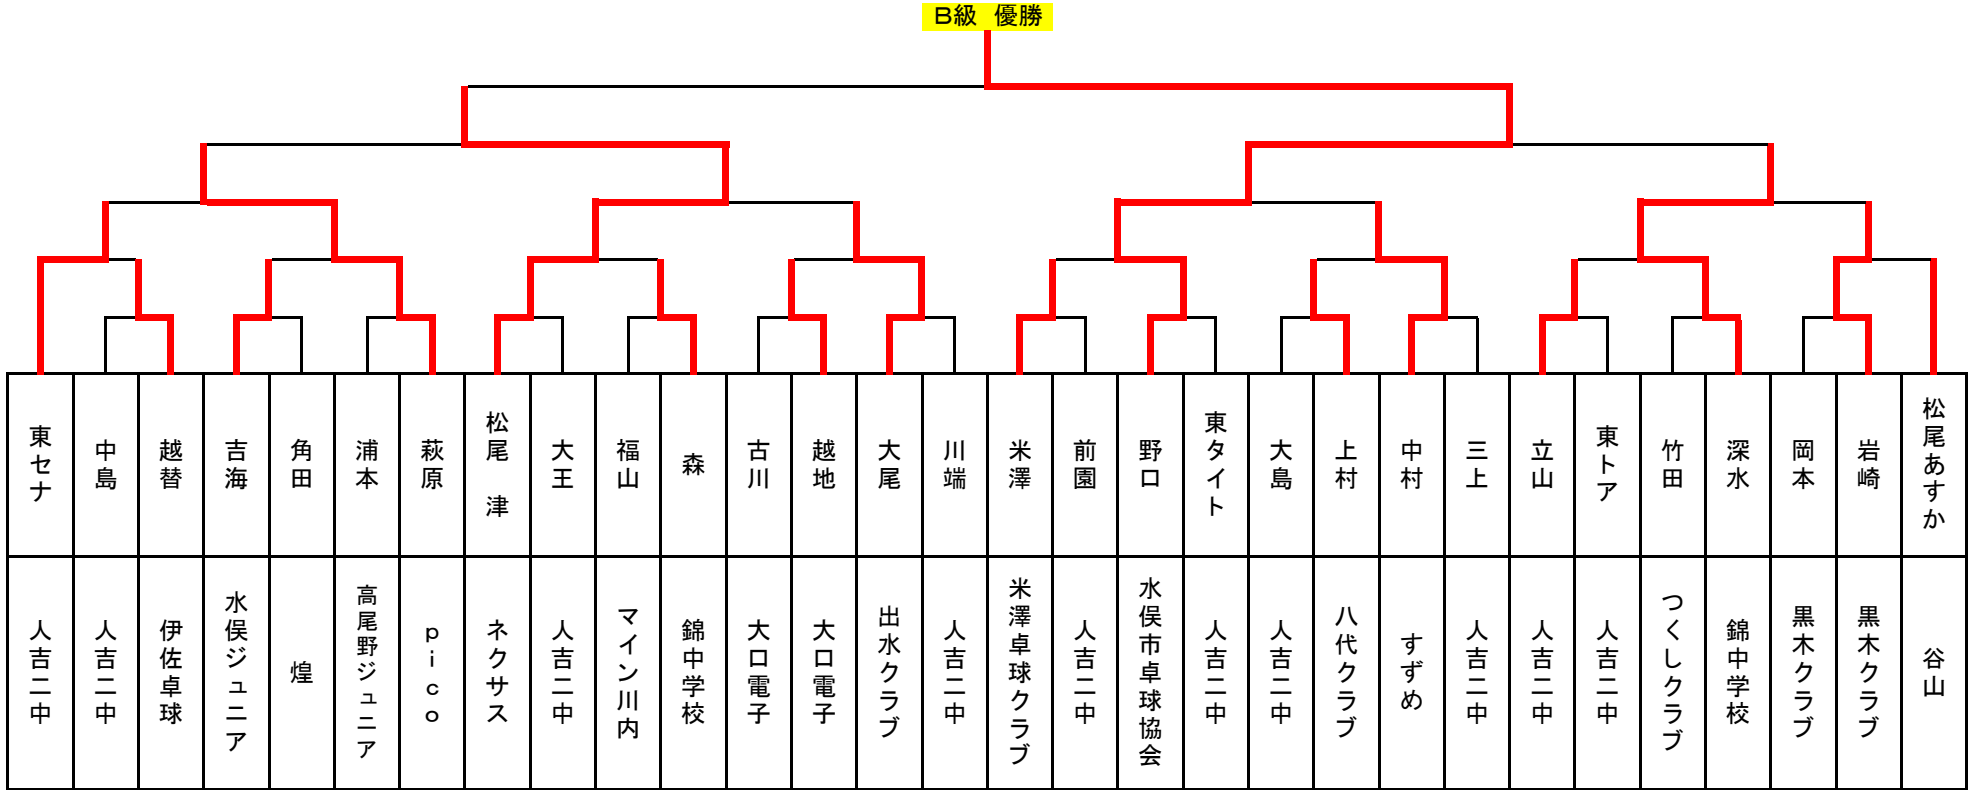 B級 優勝
東セナ
中島
越替
吉海
角田
浦本
萩原
松尾 津
大王
福山
森
古川
越地
大尾
川端
米澤
前園
野口
東タイト
大島
上村
中村
三上
立山
東トア
竹田
深水
岡本
岩崎
松尾あすか
人吉二中
人吉二中
伊佐卓球
水俣ジュニア
煌
高尾野ジュニア
pico
ネクサス
人吉二中
マイン川内
錦中学校
大口電子
大口電子
出水クラブ
人吉二中
米澤卓球クラブ
人吉二中
水俣市卓球協会
人吉二中
人吉二中
八代クラブ
すずめ
人吉二中
人吉二中
人吉二中
つくしクラブ
錦中学校
黒木クラブ
黒木クラブ
谷山